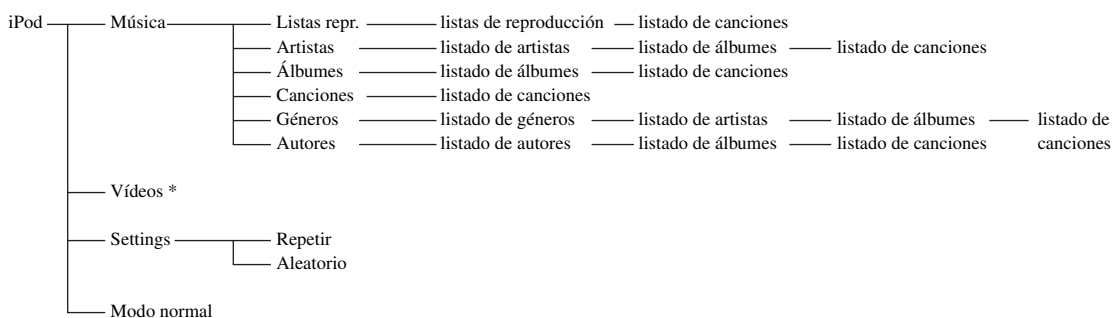 iPod Música Listas repr. listas de reproducción listado de canciones
Artistas listado de artistas listado de álbumes listado de canciones
Álbumes listado de álbumes listado de canciones
Canciones listado de canciones
Géneros listado de géneros listado de artistas listado de álbumes listado de
Autores listado de autores listado de álbumes listado de canciones canciones
Vídeos *
Settings Repetir
Aleatorio
Modo normal